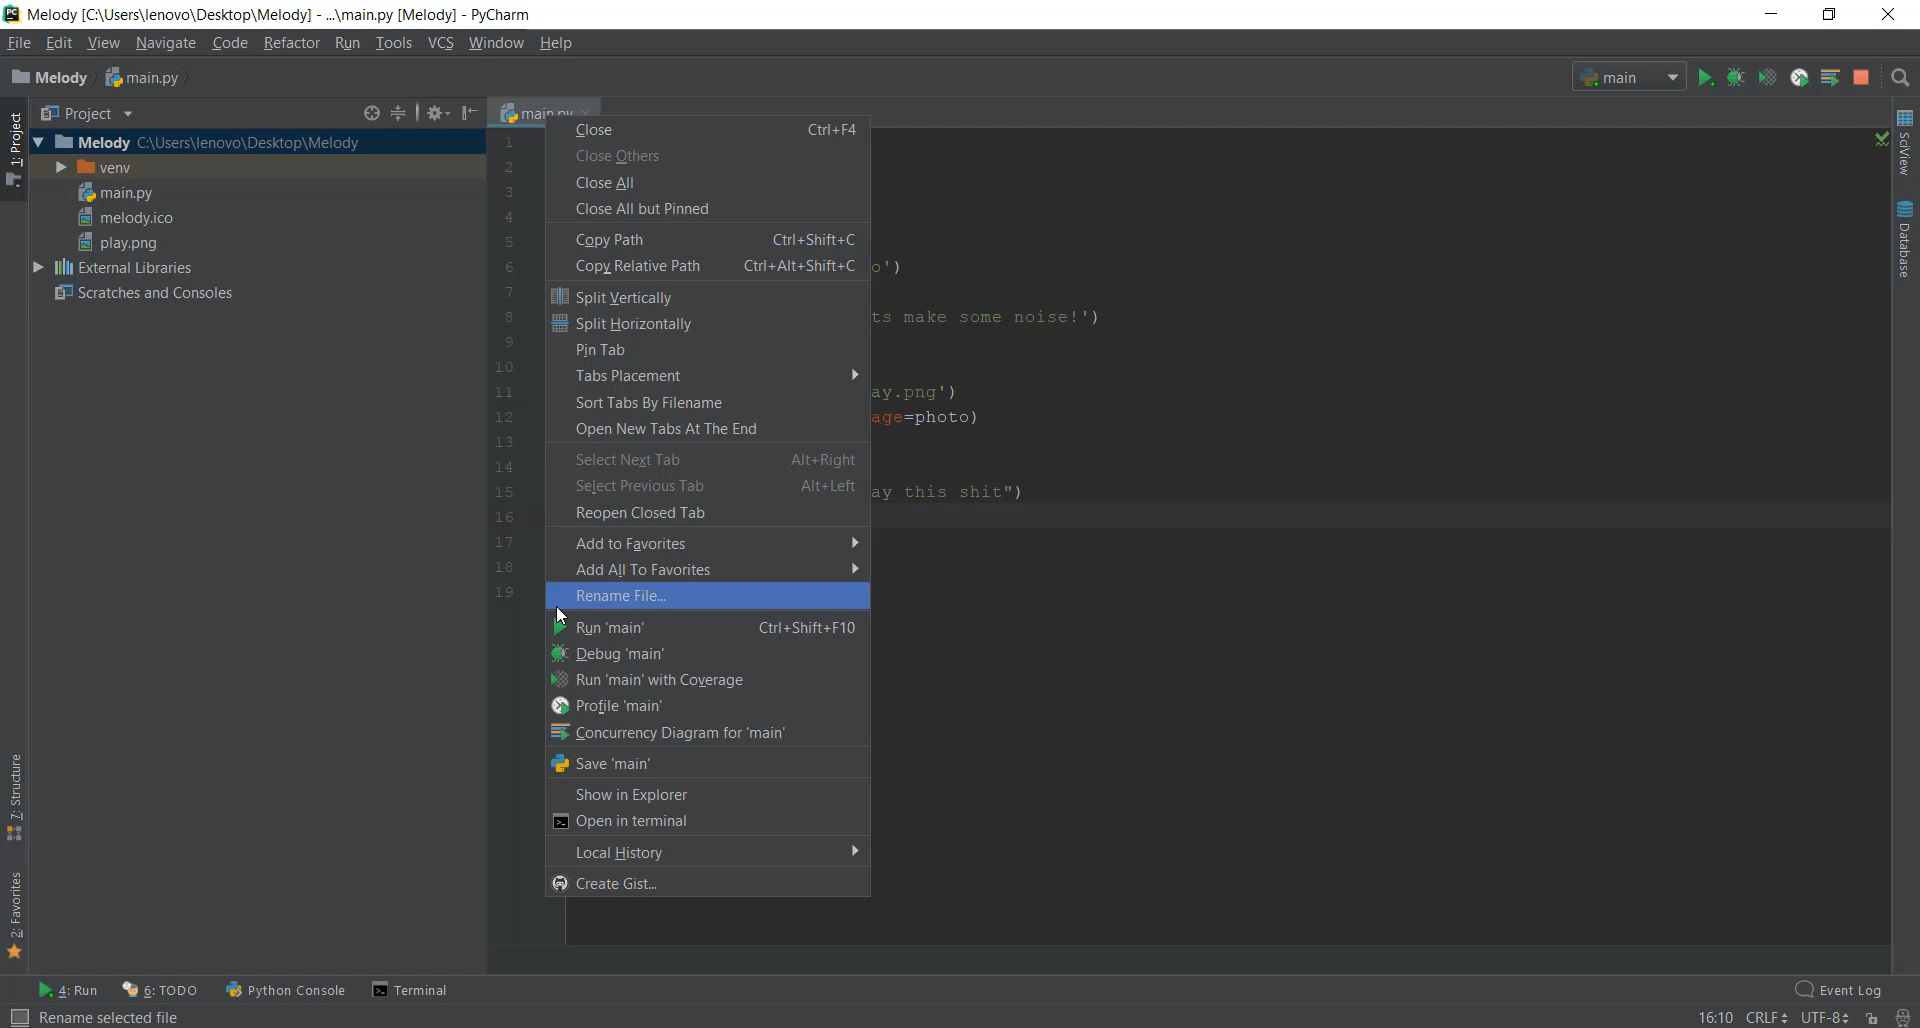 Melody [C:\Users\lenovo\Desktop\Melody] - ...\main.py [Melody] - PyCharm
File Edit View Navigate Code Refactor Run Tools VCS Window Help
Melody main.py main
1: Project
Project
main.py
Melody C:\Users\lenovo\Desktop\Melody
venv
main.py
melody.ico
play.png
External Libraries
Scratches and Consoles
1
2
3
4
5
6
7
8
9
10
11
12
13
14
15
16
17
18
19
Close Ctrl+F4
Close Others
Close All
Close All but Pinned
Copy Path Ctrl+Shift+C
Copy Relative Path Ctrl+Alt+Shift+C
Split Vertically
Split Horizontally
Pin Tab
Tabs Placement
Sort Tabs By Filename
Open New Tabs At The End
Select Next Tab Alt+Right
Select Previous Tab Alt+Left
Reopen Closed Tab
Add to Favorites
Add All To Favorites
Rename File...
Run 'main' Ctrl+Shift+F10
Debug 'main'
Run 'main' with Coverage
Profile 'main'
Concurrency Diagram for 'main'
Save 'main'
Show in Explorer
Open in terminal
Local History
Create Gist...
o')
ts make some noise!')
ay.png')
age=photo)
ay this shit")
SciView
Database
7: Structure
2: Favorites
4: Run 6: TODO Python Console Terminal Event Log
Rename selected file 16:10 CRLF UTF-8